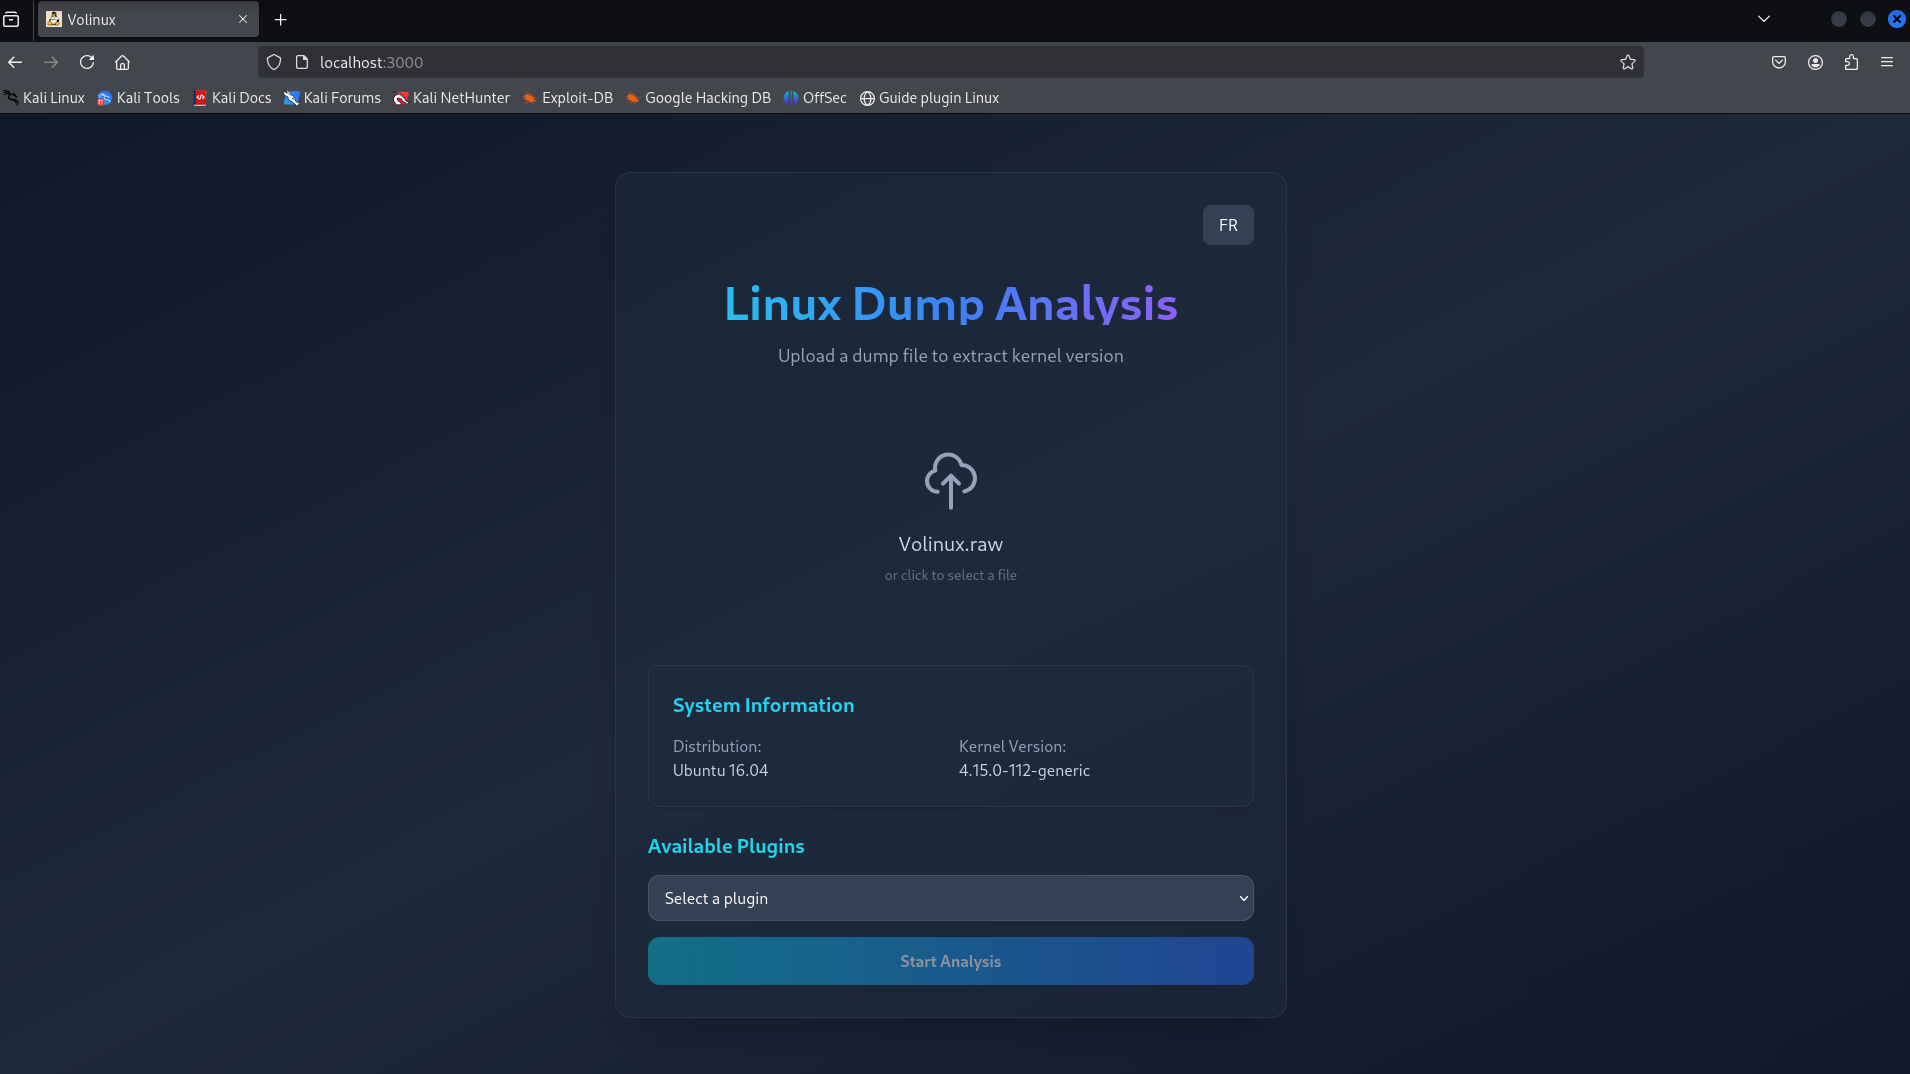 Volinux
localhost:3000
Kali Linux Kali Tools Kali Docs Kali Forums Kali NetHunter Exploit-DB Google Hacking DB OffSec Guide plugin Linux
FR
Linux Dump Analysis
Upload a dump file to extract kernel version
Volinux.raw
or click to select a file
System Information
Distribution: Kernel Version:
Ubuntu 16.04 4.15.0-112-generic
Available Plugins
Select a plugin
Start Analysis